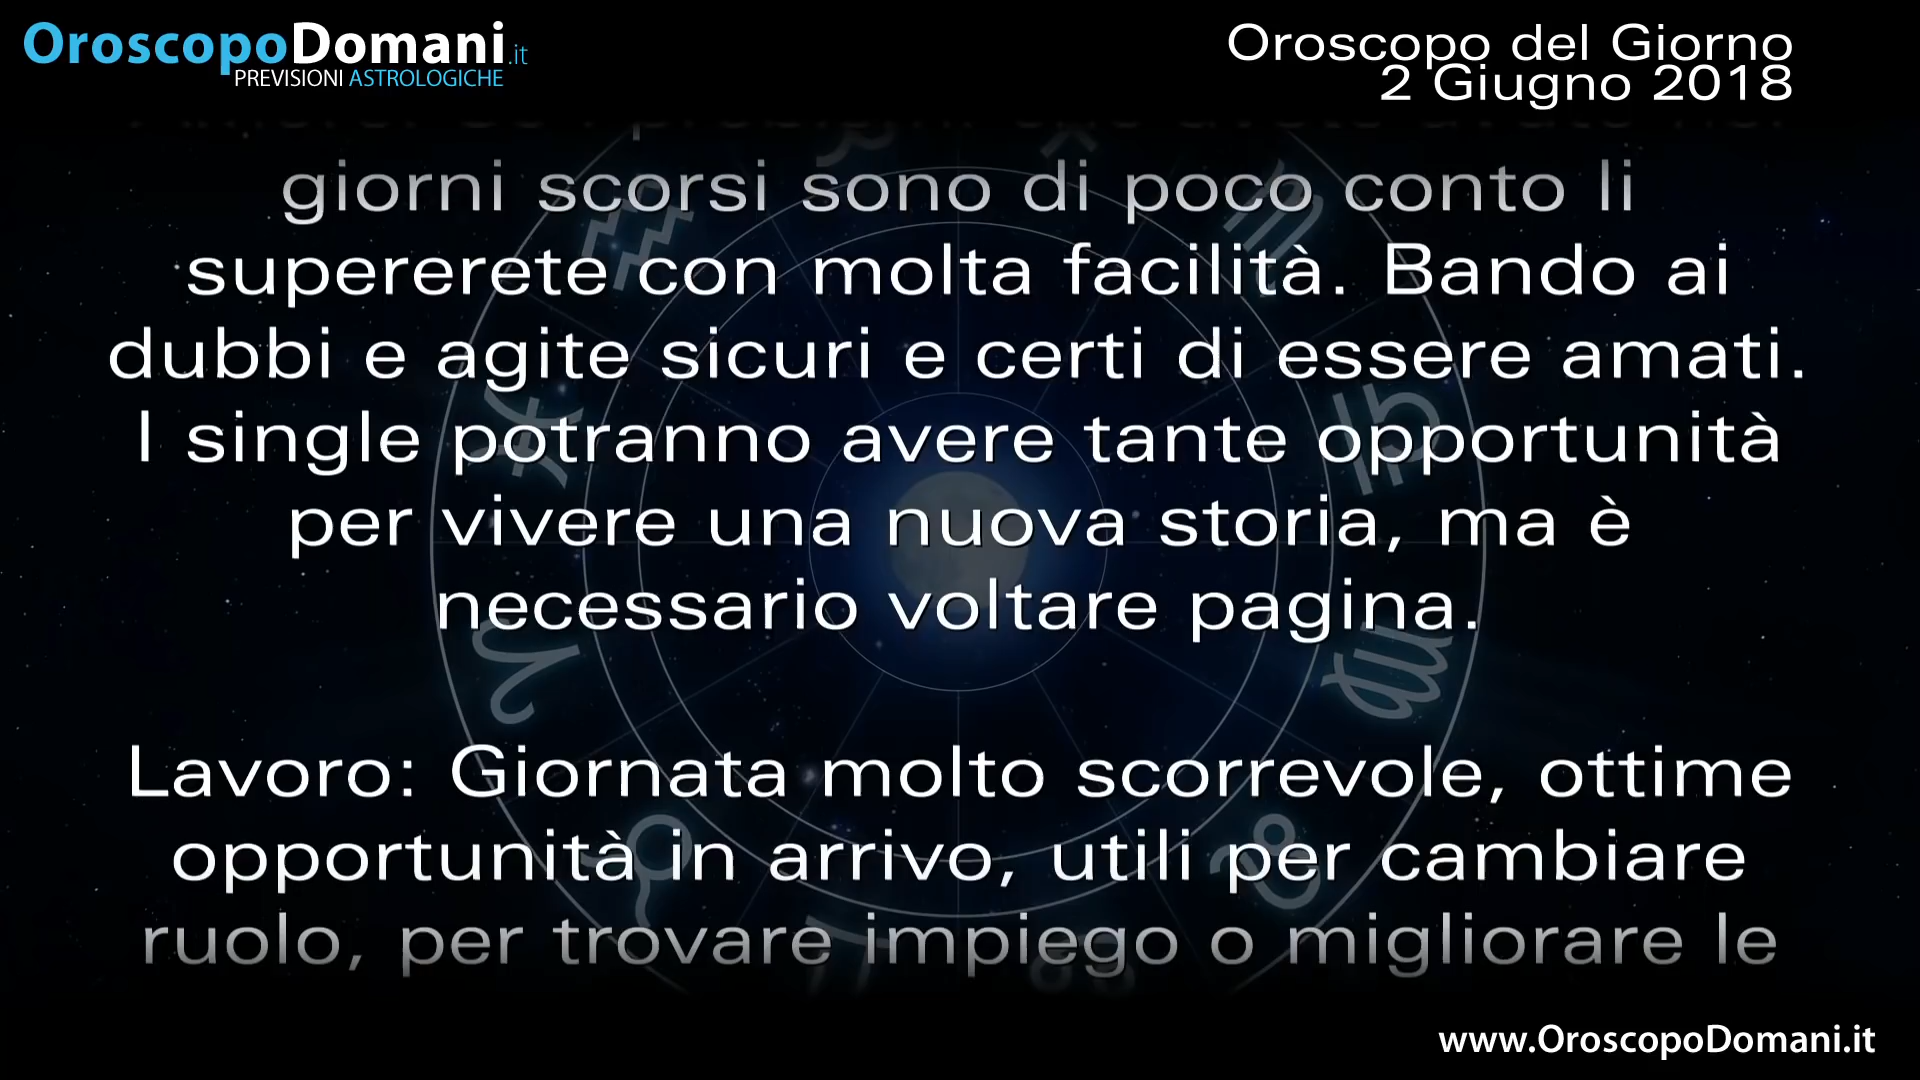 OroscopoDomani.it
PREVISIONI ASTROLOGICHE
Oroscopo del Giorno
2 Giugno 2018
giorni scorsi sono di poco conto li
supererete con molta facilità. Bando ai
dubbi e agite sicuri e certi di essere amati.
I single potranno avere tante opportunità
per vivere una nuova storia, ma è
necessario voltare pagina.
Lavoro: Giornata molto scorrevole, ottime
opportunità in arrivo, utili per cambiare
ruolo, per trovare impiego o migliorare le
www.OroscopoDomani.it